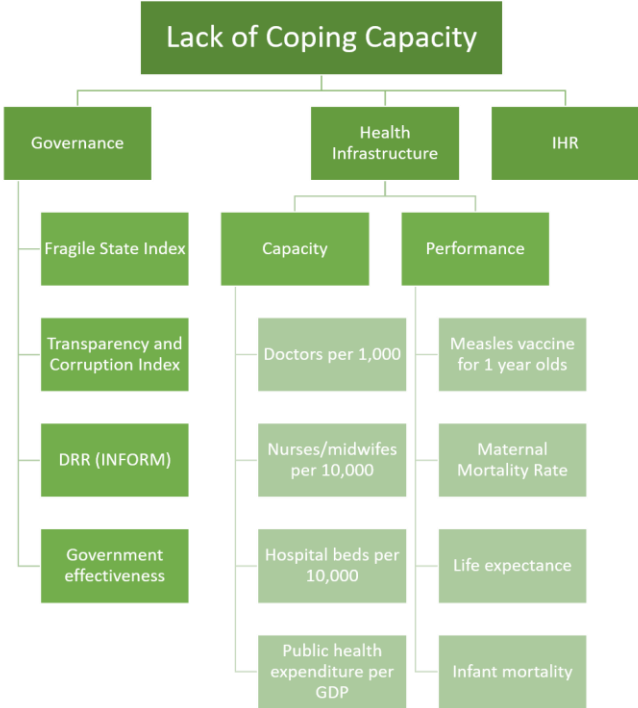 Lack of Coping Capacity
Governance
Health
Infrastructure
IHR
Fragile State Index
Capacity
Performance
Transparency and
Corruption Index
Doctors per 1,000
Measles vaccine
for 1 year olds
DRR (INFORM)
Nurses/midwifes
per 10,000
Maternal
Mortality Rate
Government
effectiveness
Hospital beds per
10,000
Life expectance
Public health
expenditure per
GDP
Infant mortality